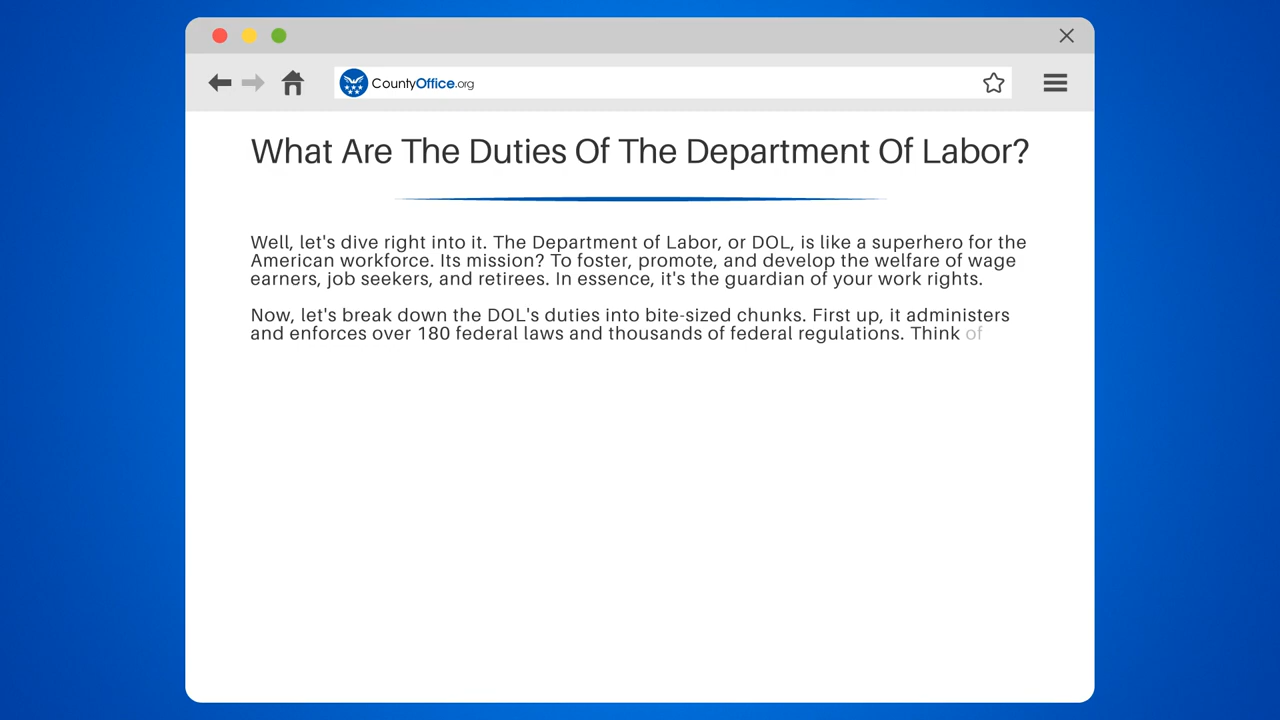 CountyOffice.org
What Are The Duties Of The Department Of Labor?
Well, let's dive right into it. The Department of Labor, or DOL, is like a superhero for the
American workforce. Its mission? To foster, promote, and develop the welfare of wage
earners, job seekers, and retirees. In essence, it's the guardian of your work rights.
Now, let's break down the DOL's duties into bite-sized chunks. First up, it administers
and enforces over 180 federal laws and thousands of federal regulations. Think of